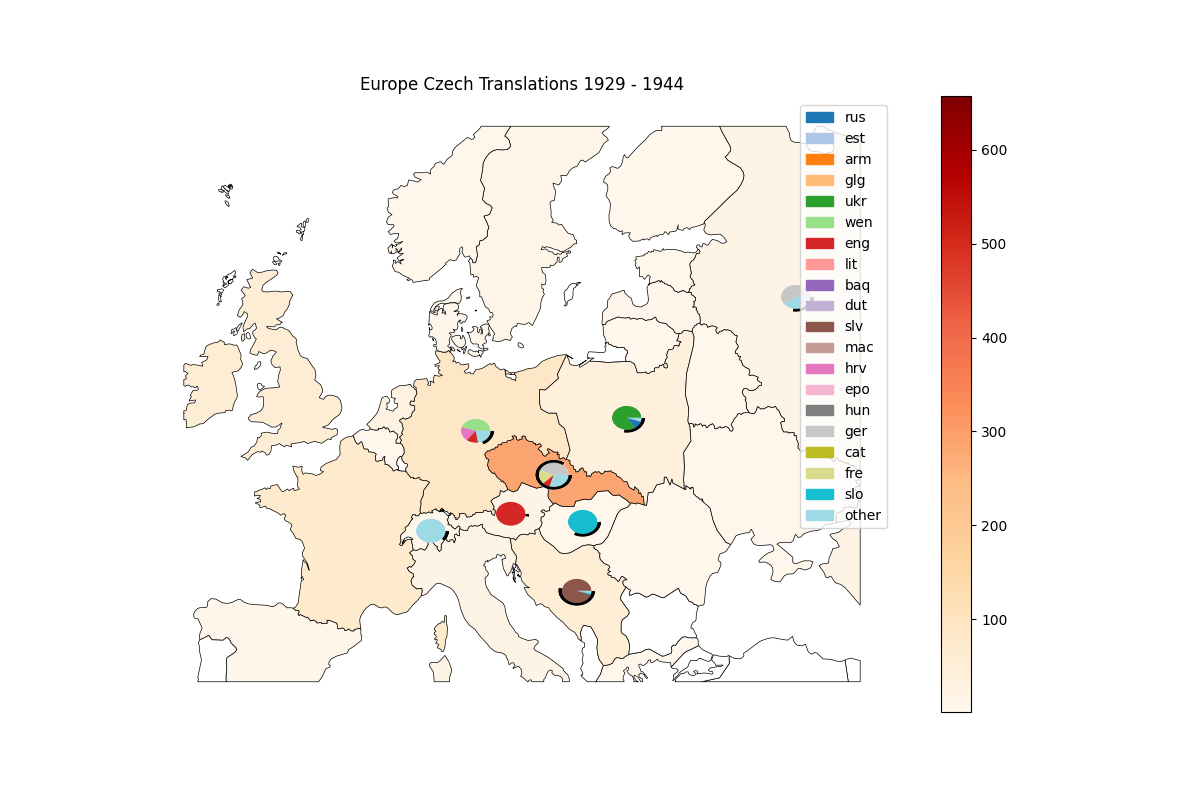 Europe Czech Translations 1929 - 1944
rus
est
arm
glg
ukr
wen
eng
lit
baq
dut
slv
mac
hrv
epo
hun
ger
cat
fre
slo
other
600
500
400
300
200
100